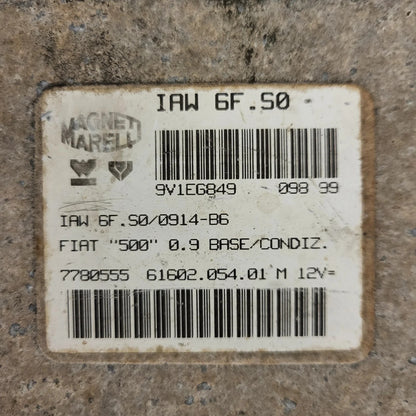 IAW 6F.S0
MAGNETI
MARELLI
9V1EG849 098 99
IAW 6F.S0/0914-B6
FIAT "500" 0.9 BASE/CONDIZ.
7780555 61602.054.01 M 12V=